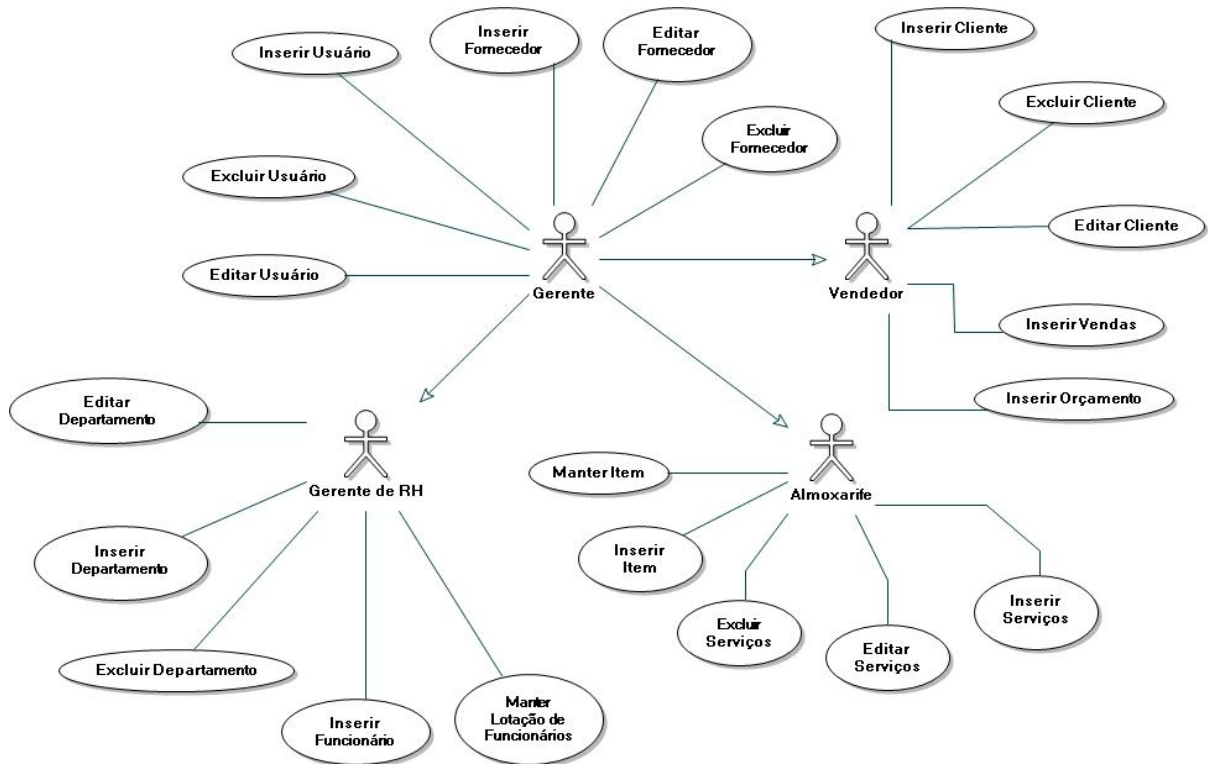 Inserir Usuário
Inserir
Fornecedor
Editar
Fornecedor
Inserir Cliente
Excluir Cliente
Excluir
Fornecedor
Excluir Usuário
Editar Cliente
Editar Usuário
Gerente
Vendedor
Inserir Vendas
Inserir Orçamento
Editar
Departamento
Gerente de RH
Manter Item
Almoxarife
Inserir
Departamento
Inserir
Item
Excluir
Serviços
Editar
Serviços
Inserir
Serviços
Excluir Departamento
Inserir
Funcionário
Manter
Lotação de
Funcionários